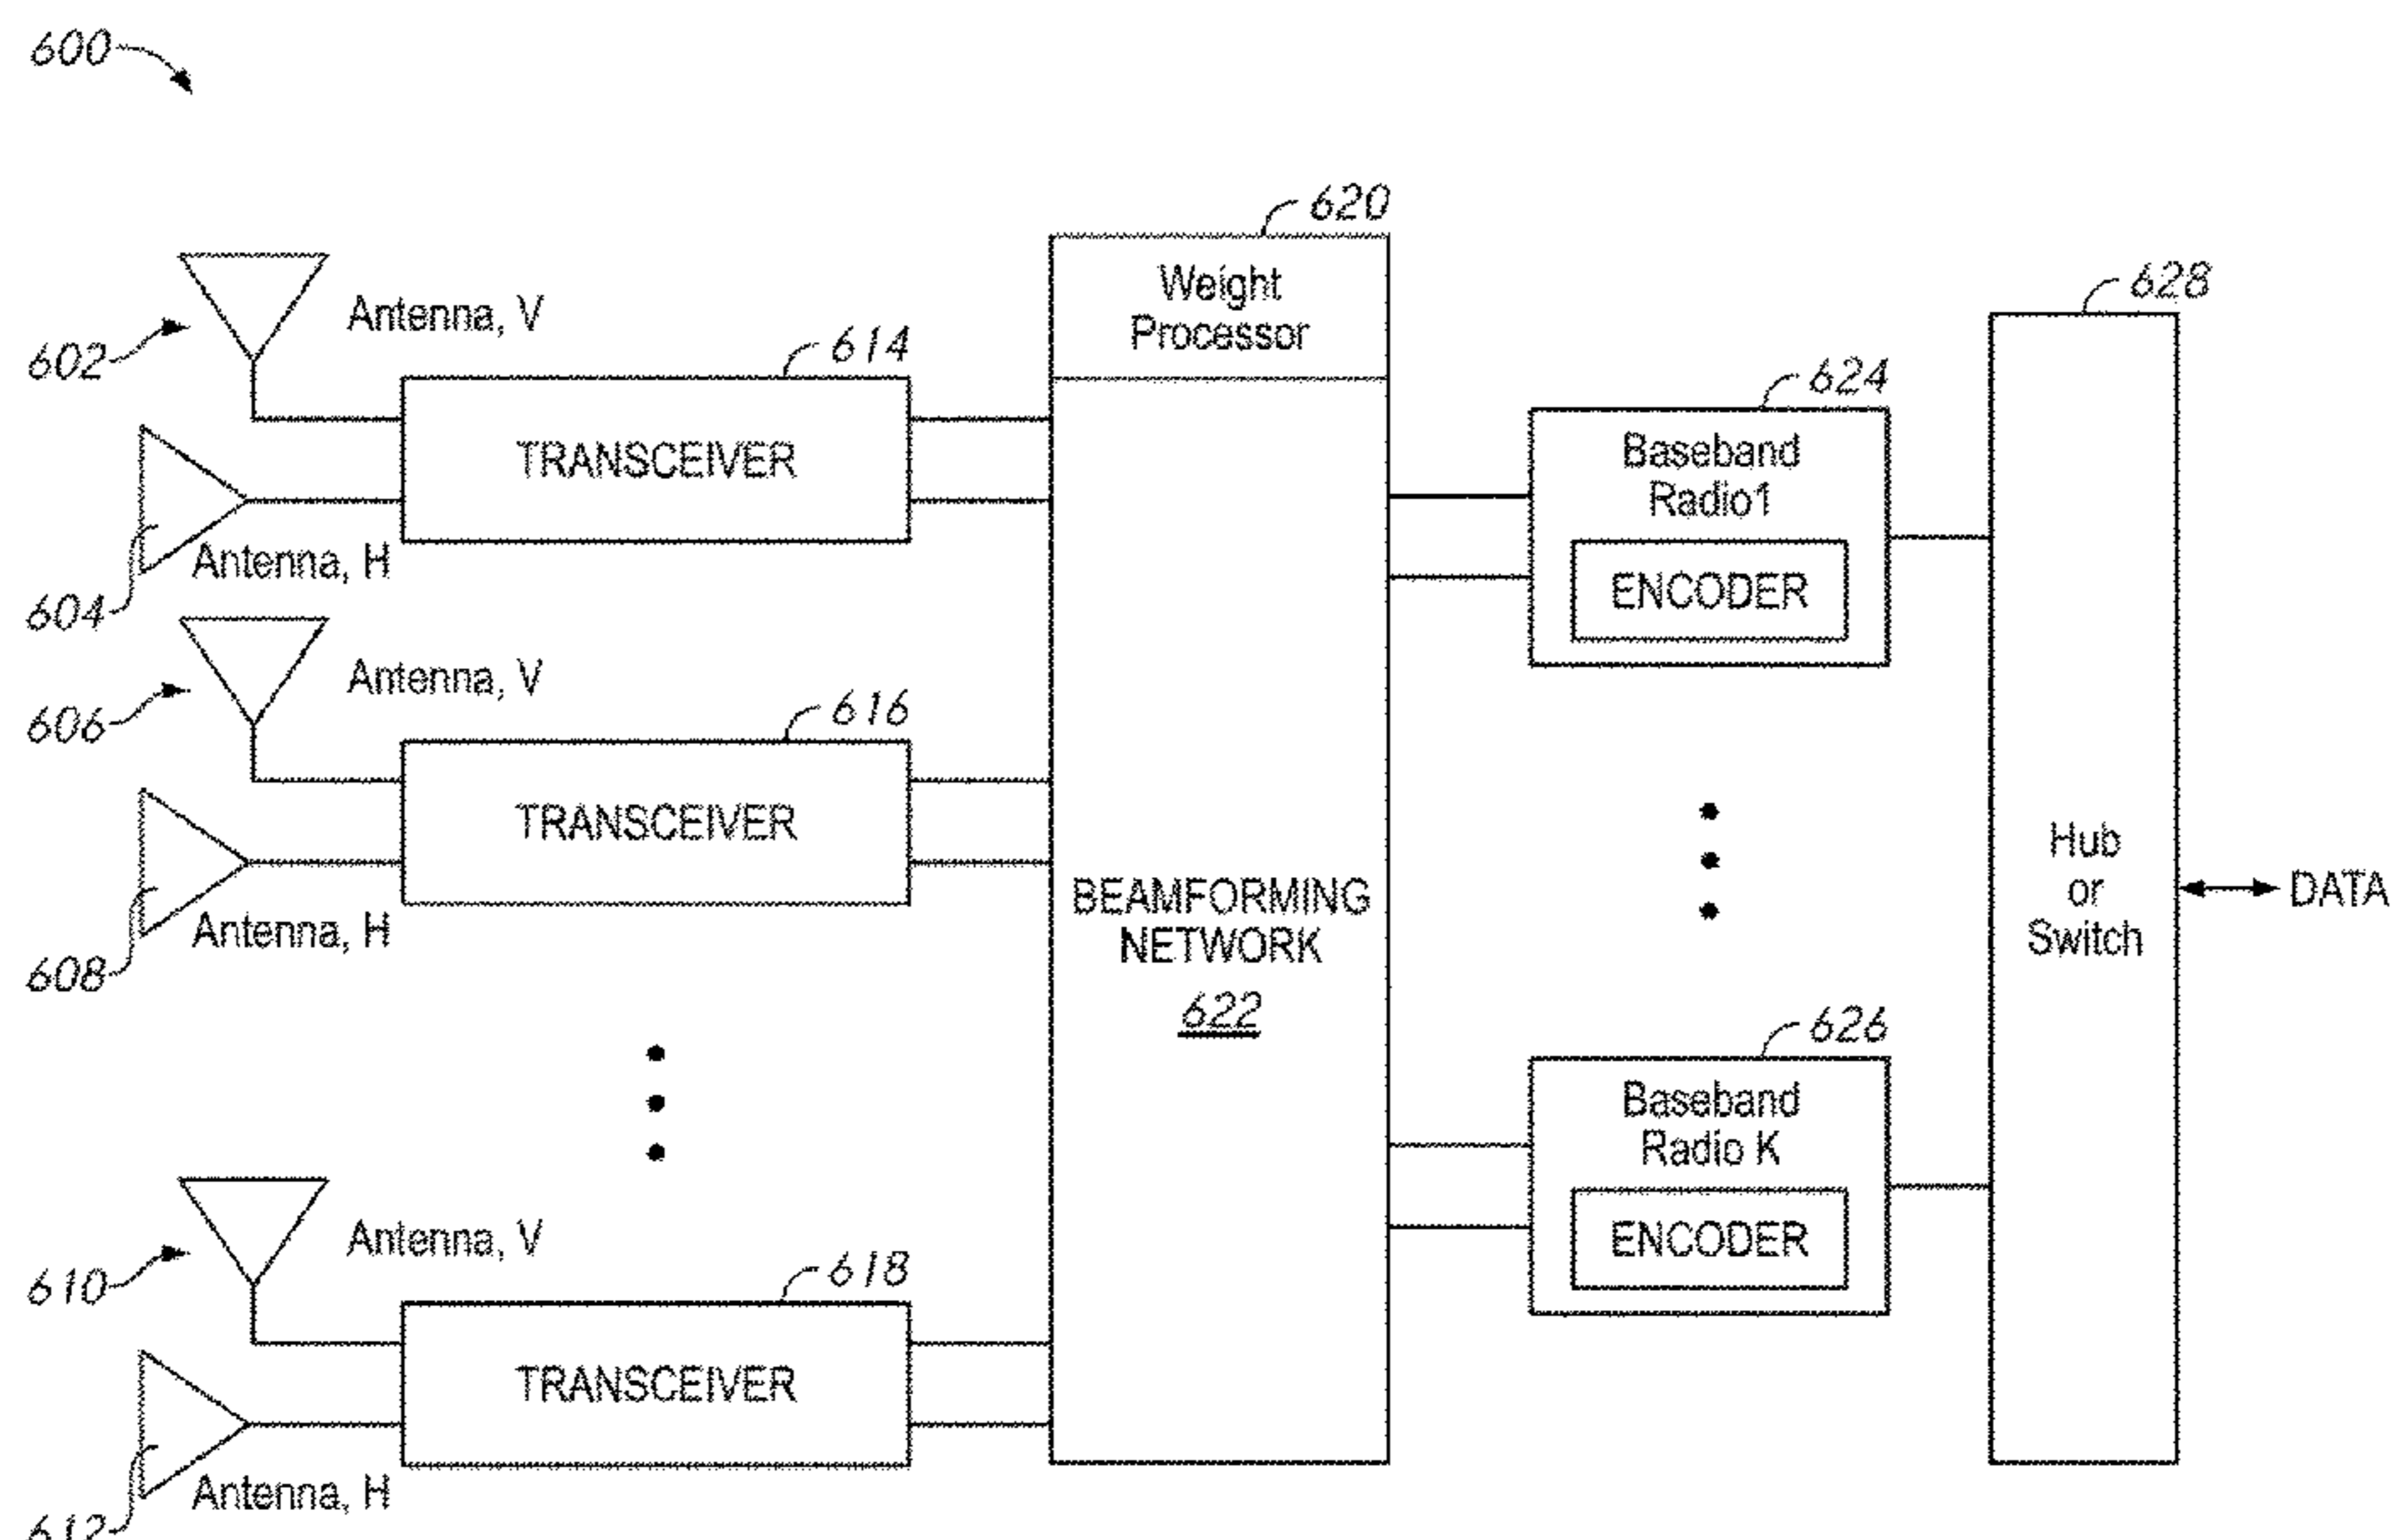 600
620
Weight
Processor
628
602
Antenna, V
614
TRANSCEIVER
604
Antenna, H
624
Baseband
Radio1
ENCODER
606
Antenna, V
616
TRANSCEIVER
608
Antenna, H
BEAMFORMING
NETWORK
622
Hub
or
Switch
DATA
626
Baseband
Radio K
ENCODER
610
Antenna, V
618
TRANSCEIVER
612
Antenna, H